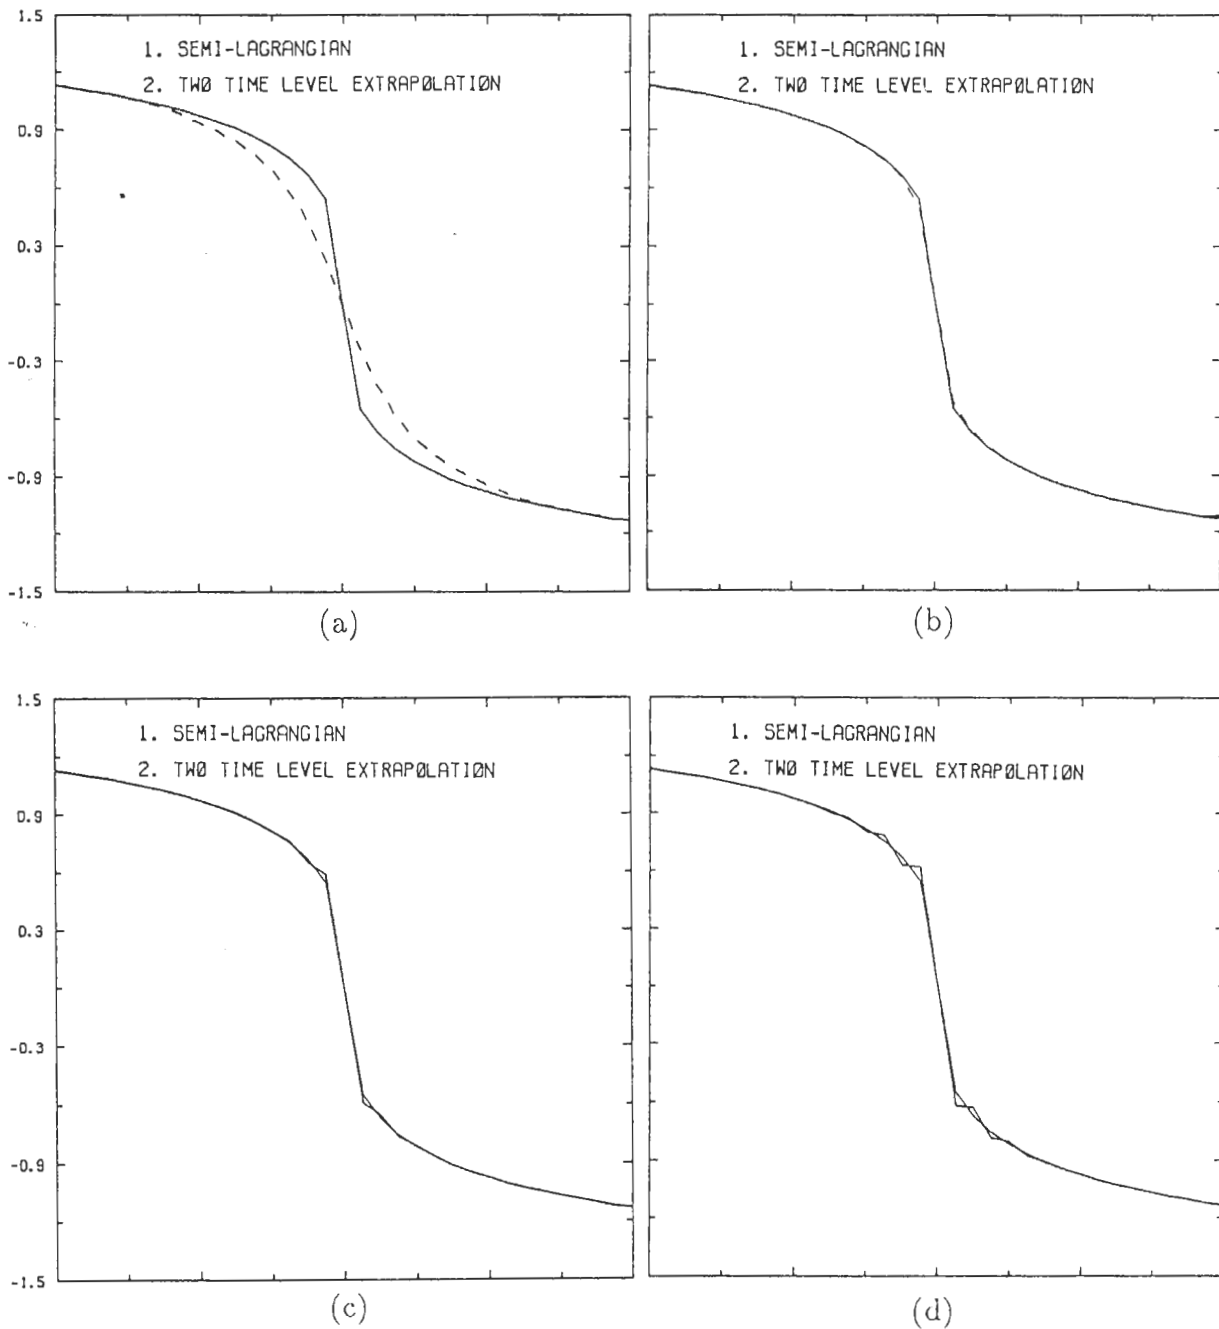 1.5
1. SEMI-LAGRANGIAN
2. TWØ TIME LEVEL EXTRAPØLATIØN
0.9
0.3
-0.3
-0.9
-1.5
(a)
1. SEMI-LAGRANGIAN
2. TWØ TIME LEVEL EXTRAPØLATIØN
(b)
1.5
1. SEMI-LAGRANGIAN
2. TWØ TIME LEVEL EXTRAPØLATIØN
0.9
0.3
-0.3
-0.9
-1.5
(c)
1. SEMI-LAGRANGIAN
2. TWØ TIME LEVEL EXTRAPØLATIØN
(d)